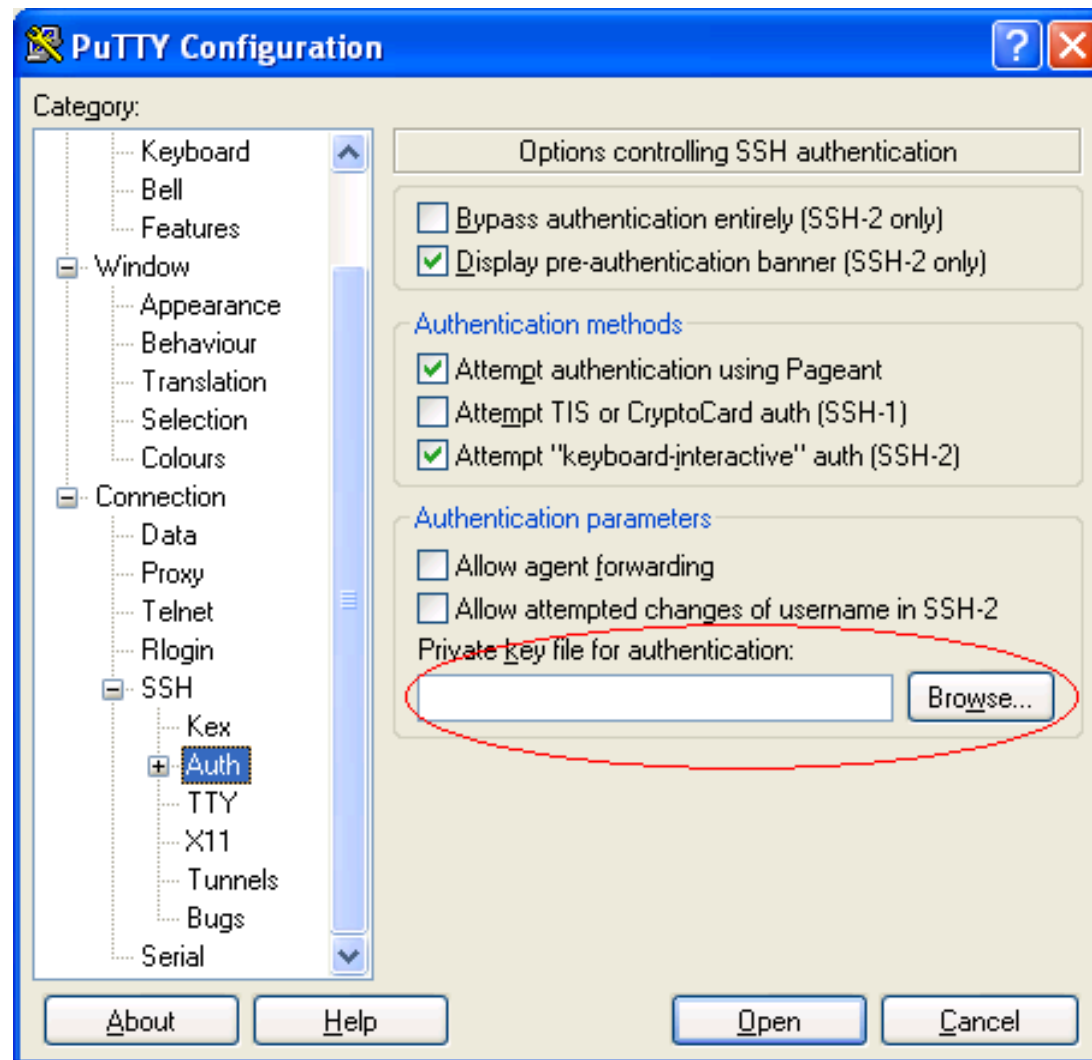 PuTTY Configuration
Category:
Keyboard
Bell
Features
Window
Appearance
Behaviour
Translation
Selection
Colours
Connection
Data
Proxy
Telnet
Rlogin
SSH
Kex
Auth
TTY
X11
Tunnels
Bugs
Serial
Options controlling SSH authentication
Bypass authentication entirely (SSH-2 only)
Display pre-authentication banner (SSH-2 only)
Authentication methods
Attempt authentication using Pageant
Attempt TIS or CryptoCard auth (SSH-1)
Attempt "keyboard-interactive" auth (SSH-2)
Authentication parameters
Allow agent forwarding
Allow attempted changes of username in SSH-2
Private key file for authentication:
Browse...
About
Help
Open
Cancel